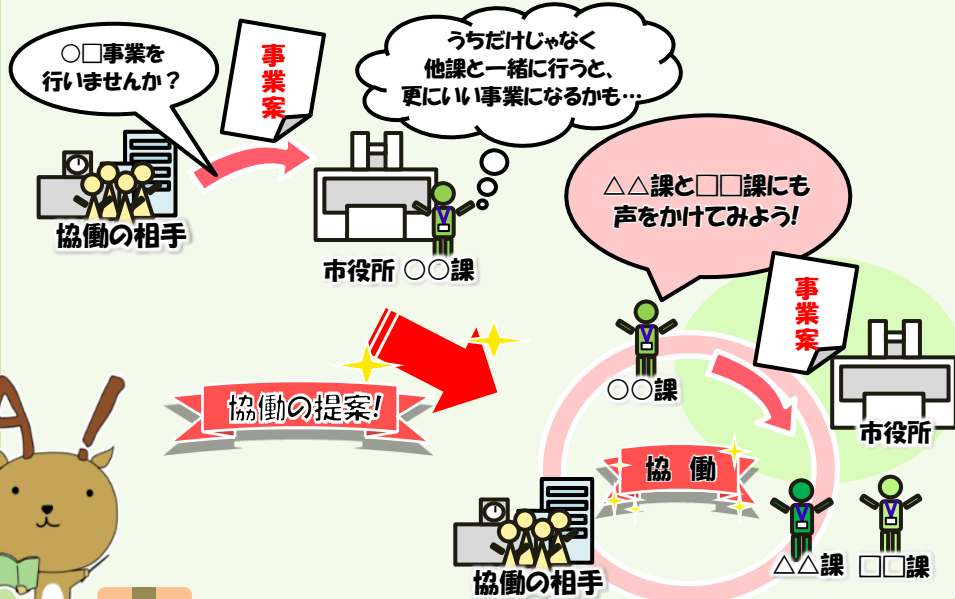 ○□事業を
行いませんか？
事業案
うちだけじゃなく
他課と一緒に行うと、
更にいい事業になるかも…
協働の相手
市役所 ○○課
△△課と□□課にも
声をかけてみよう!
事業案
○○課
市役所
協働の提案!
協 働
△△課 □□課
協働の相手